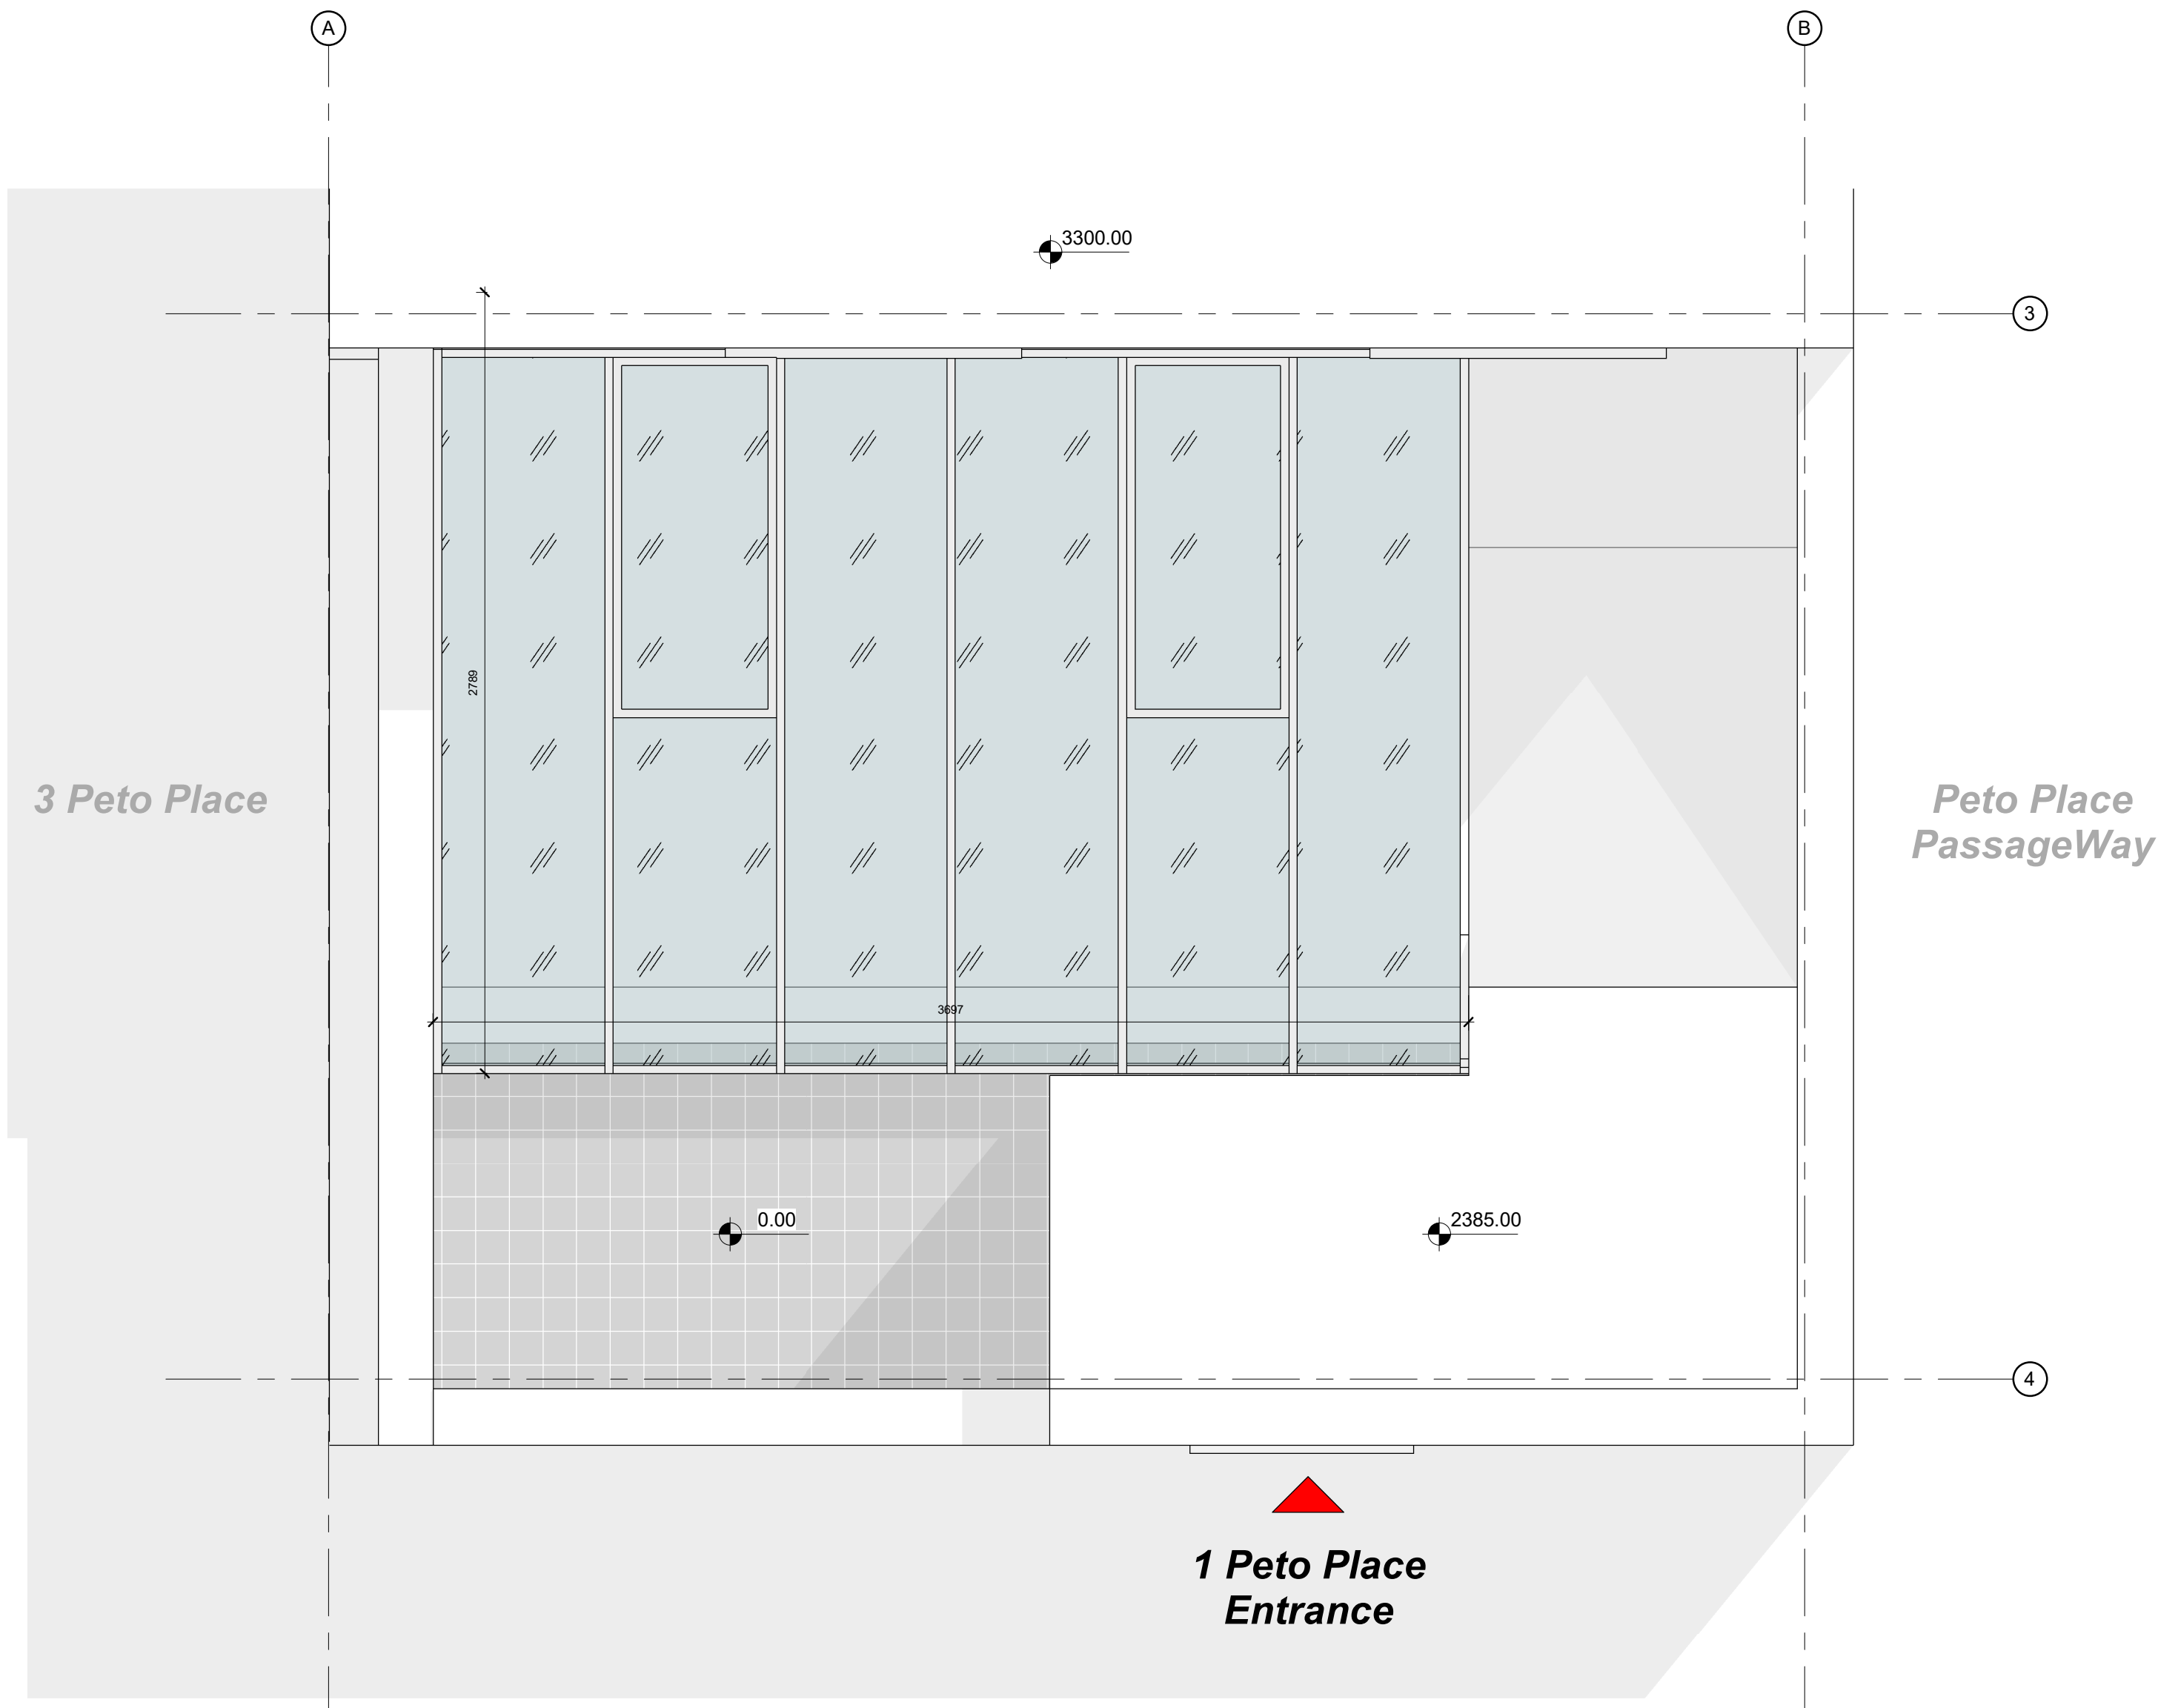 A
B
3300.00
3
2789
3 Peto Place
Peto Place
PassageWay
3697
0.00
2385.00
4
1 Peto Place
Entrance